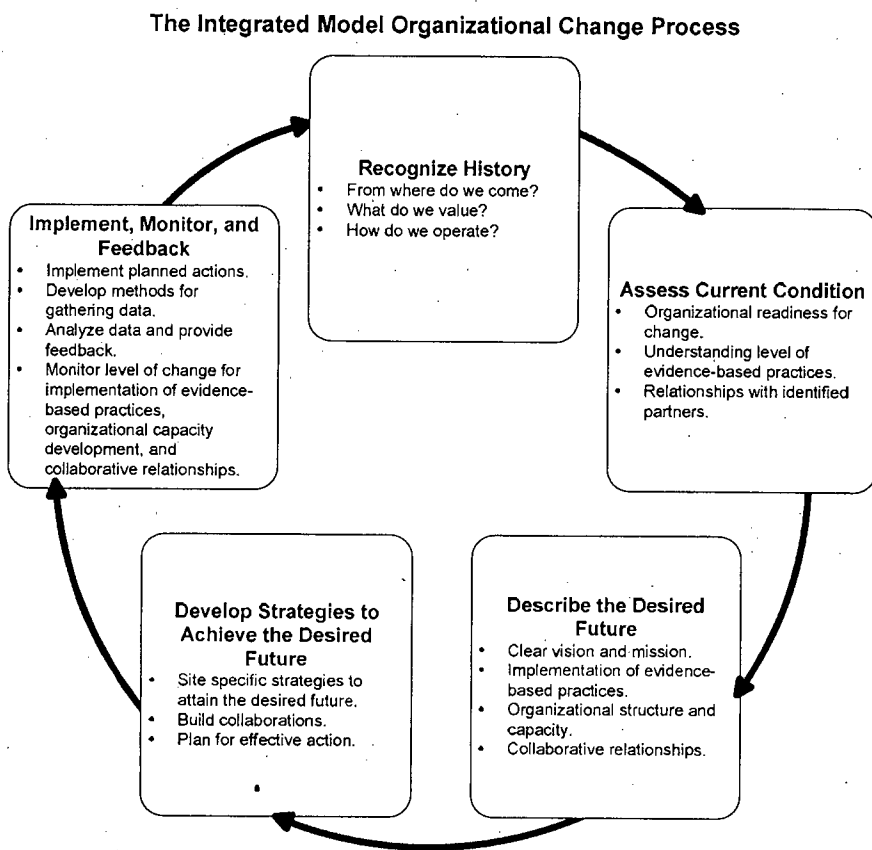 The Integrated Model Organizational Change Process
Recognize History
• From where do we come?
• What do we value?
• How do we operate?
Assess Current Condition
• Organizational readiness for
change.
• Understanding level of
evidence-based practices.
• Relationships with identified
partners.
Describe the Desired
Future
• Clear vision and mission.
• Implementation of evidence-
based practices.
• Organizational structure and
capacity.
• Collaborative relationships.
Develop Strategies to
Achieve the Desired
Future
• Site specific strategies to
attain the desired future.
• Build collaborations.
• Plan for effective action.
Implement, Monitor, and
Feedback
• Implement planned actions.
• Develop methods for
gathering data.
• Analyze data and provide
feedback.
• Monitor level of change for
implementation of evidence-
based practices,
organizational capacity
development, and
collaborative relationships.